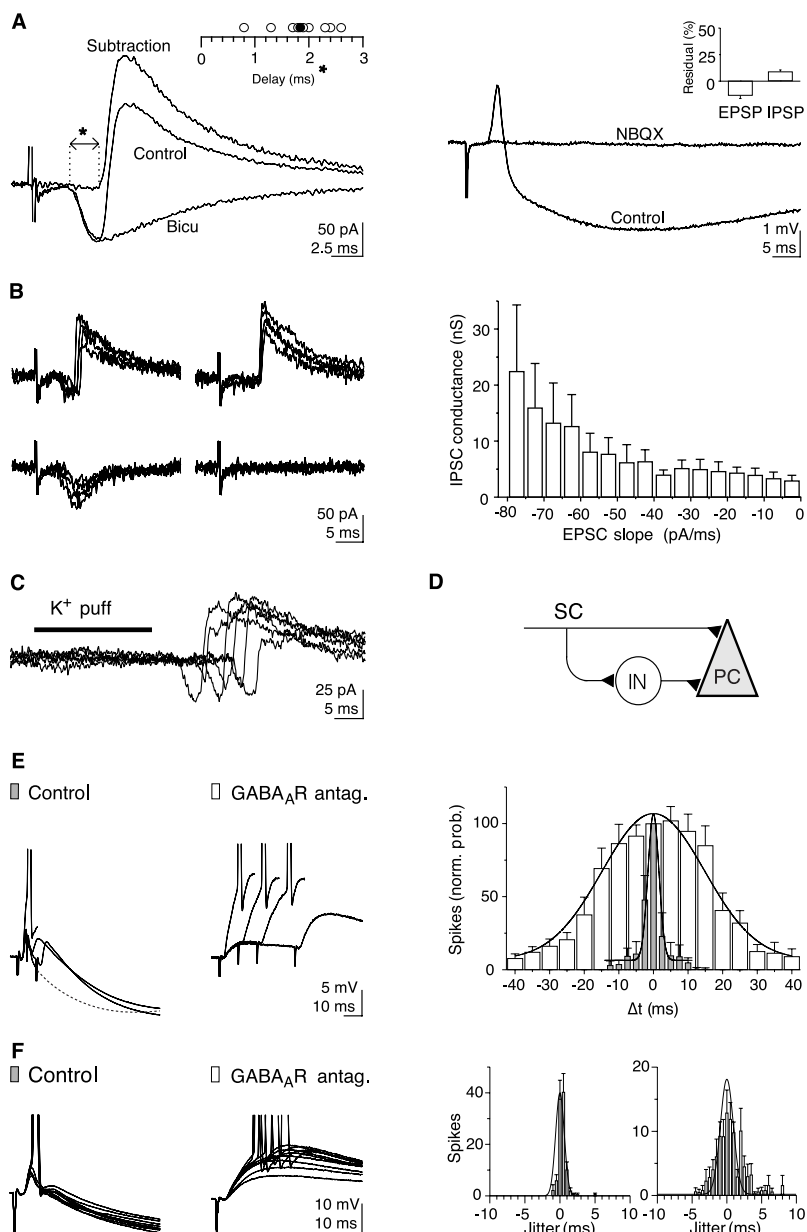 A
Subtraction
0 1 2 3
Delay (ms)
*
*
Control
Bicu
50 pA
2.5 ms
Residual (%)
50
25
0
EPSP IPSP
NBQX
Control
1 mV
5 ms
B
50 pA
5 ms
IPSC conductance (nS)
30
20
10
0
-80 -70 -60 -50 -40 -30 -20 -10 0
EPSC slope (pA/ms)
C
K+ puff
25 pA
5 ms
D
SC
IN
PC
E
Control
GABAAR antag.
5 mV
10 ms
Spikes (norm. prob.)
100
50
0
-40 -30 -20 -10 0 10 20 30 40
Δt (ms)
F
Control
GABAAR antag.
10 mV
10 ms
Spikes
40
20
0
-10 -5 0 5 10
Jitter (ms)
20
10
0
-10 -5 0 5 10
Jitter (ms)